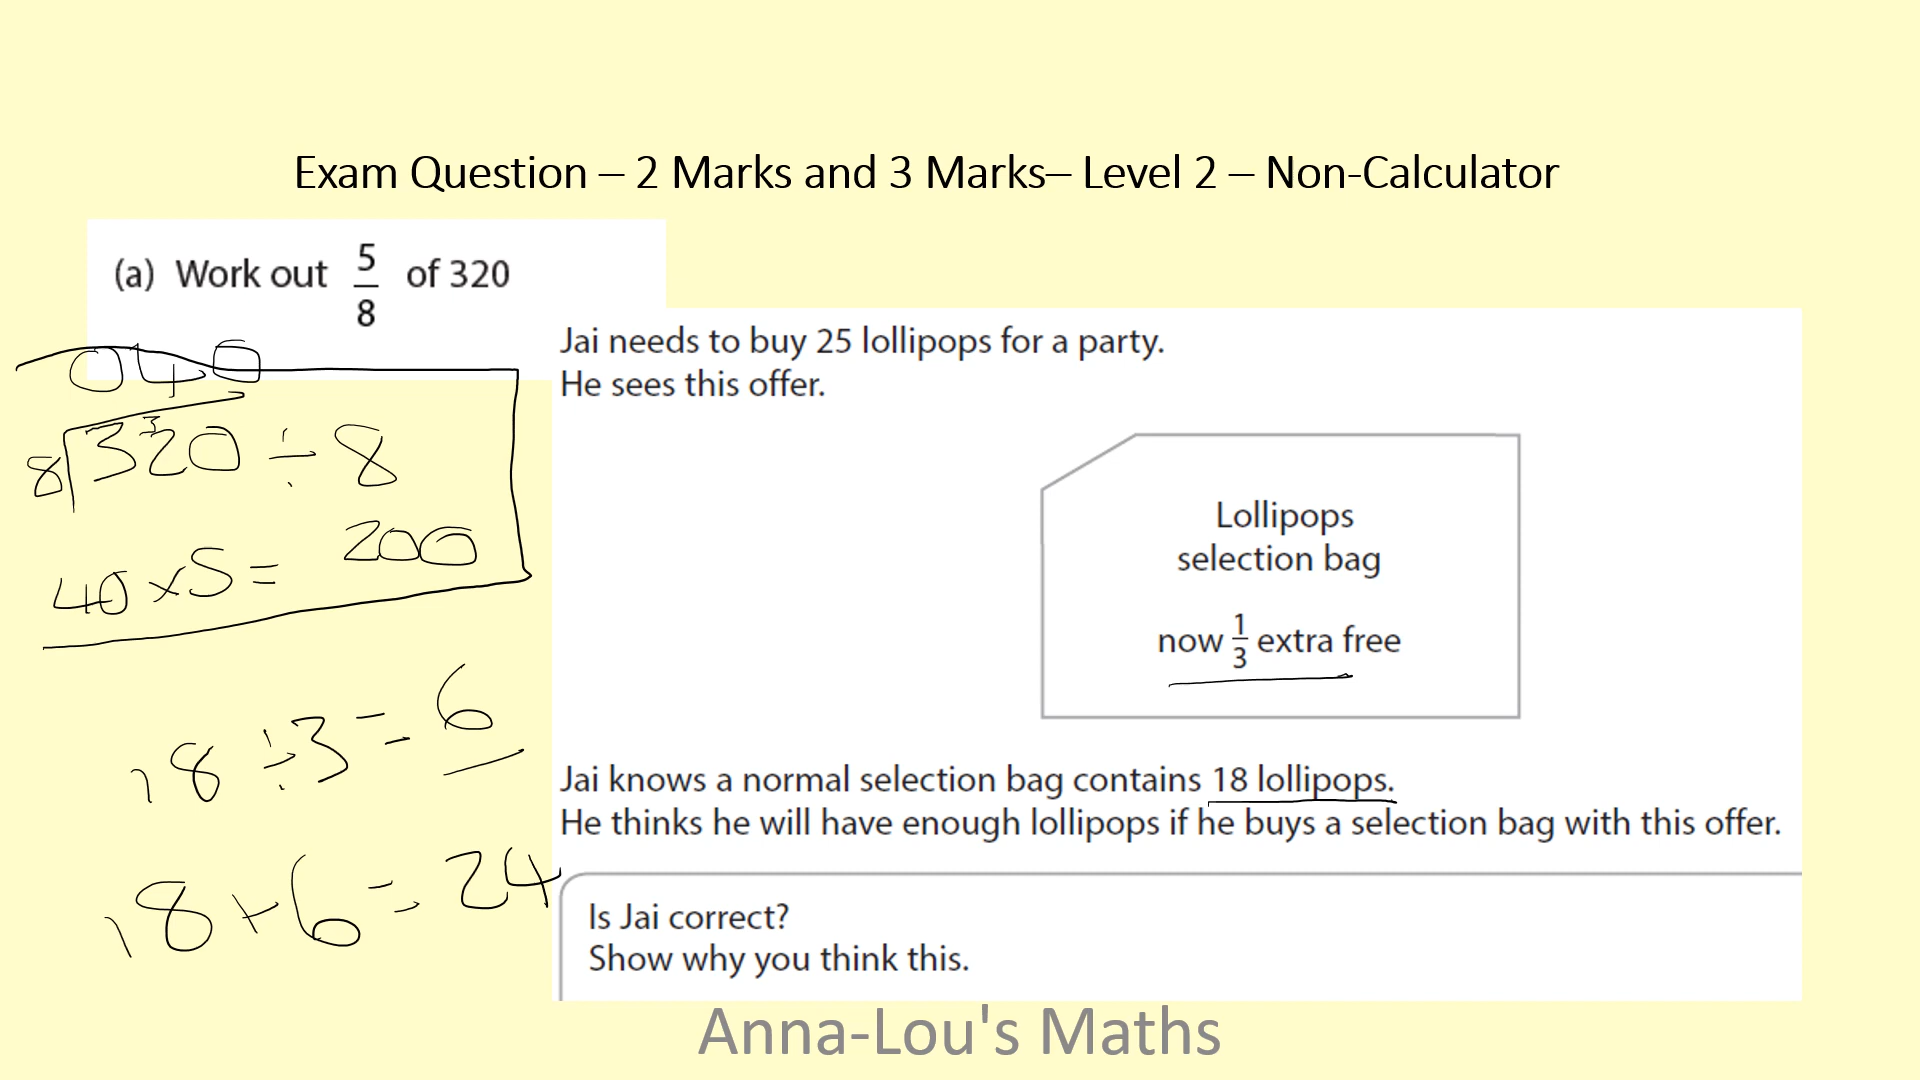 Exam Question – 2 Marks and 3 Marks– Level 2 – Non-Calculator
(a) Work out 5/8 of 320
040
8 320 ÷ 8
3
40 x 5 = 200
18 ÷ 3 = 6
18 + 6 = 24
Jai needs to buy 25 lollipops for a party.
He sees this offer.
Lollipops
selection bag
now 1/3 extra free
Jai knows a normal selection bag contains 18 lollipops.
He thinks he will have enough lollipops if he buys a selection bag with this offer.
Is Jai correct?
Show why you think this.
Anna-Lou's Maths